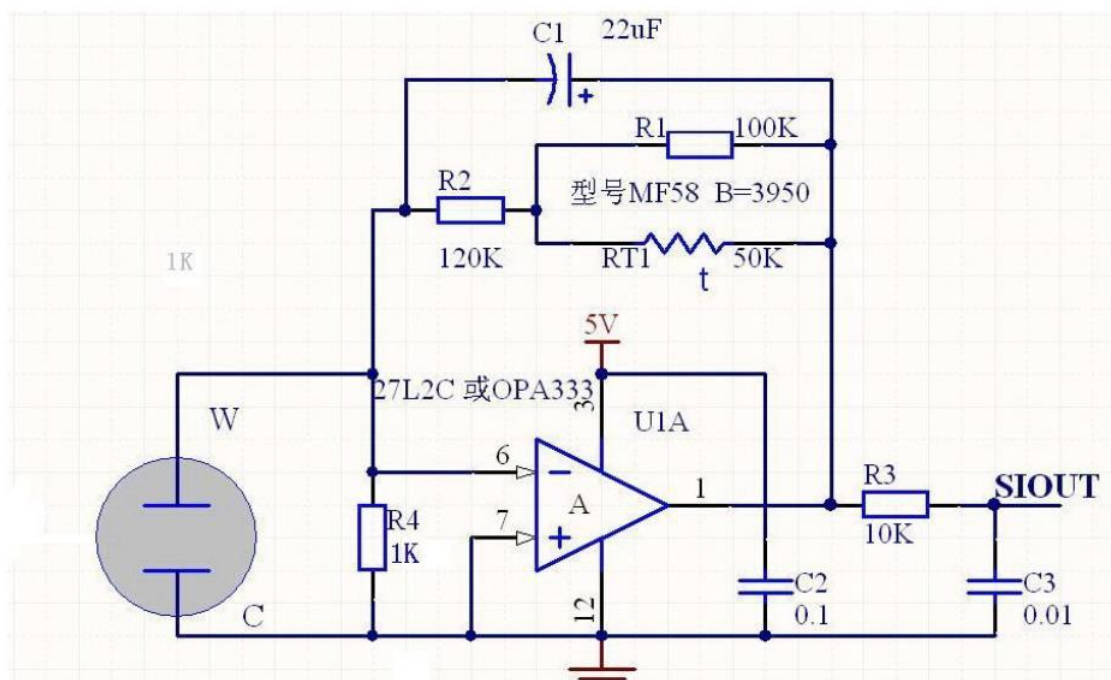 C1 22uF
R1 100K
R2
型号MF58 B=3950
120K
RT1 50K
t
1K
5V
27L2C 或OPA333
3
U1A
W
6
A
1
R3
SIOUT
7
R4
1K
10K
C
12
C2
0.1
C3
0.01